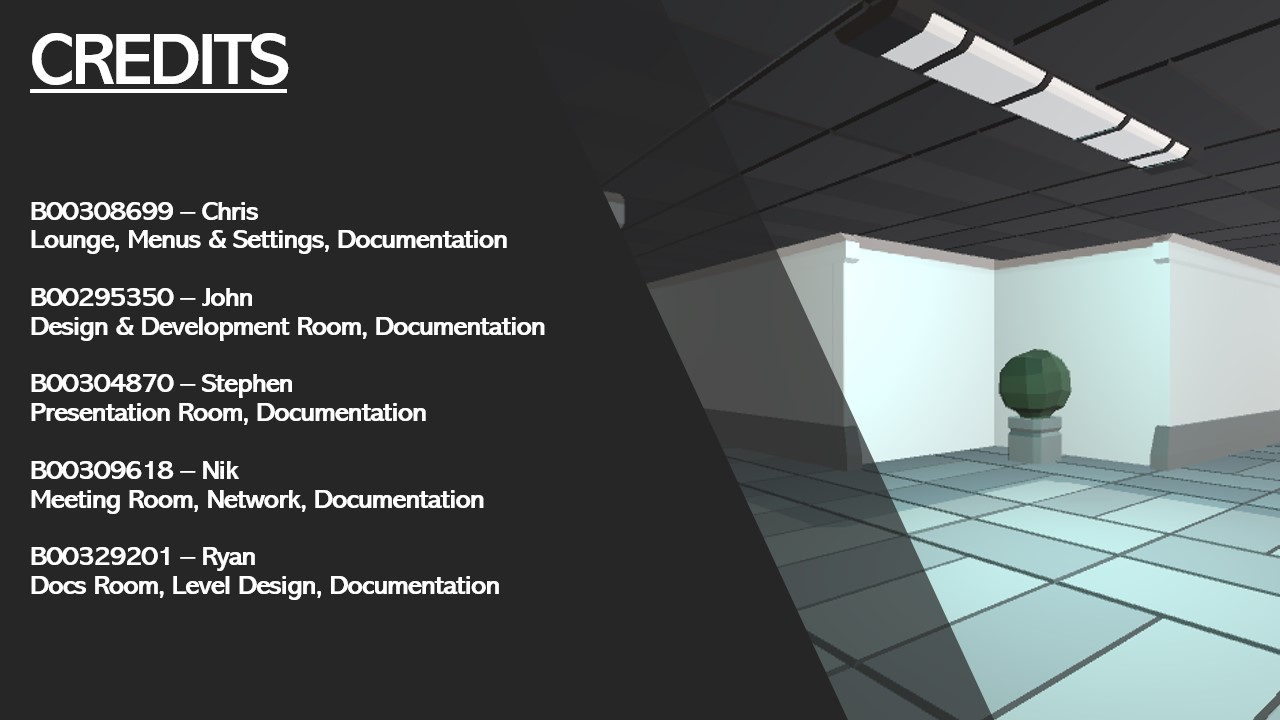 CREDITS
B00308699 – Chris
Lounge, Menus & Settings, Documentation
B00295350 – John
Design & Development Room, Documentation
B00304870 – Stephen
Presentation Room, Documentation
B00309618 – Nik
Meeting Room, Network, Documentation
B00329201 – Ryan
Docs Room, Level Design, Documentation